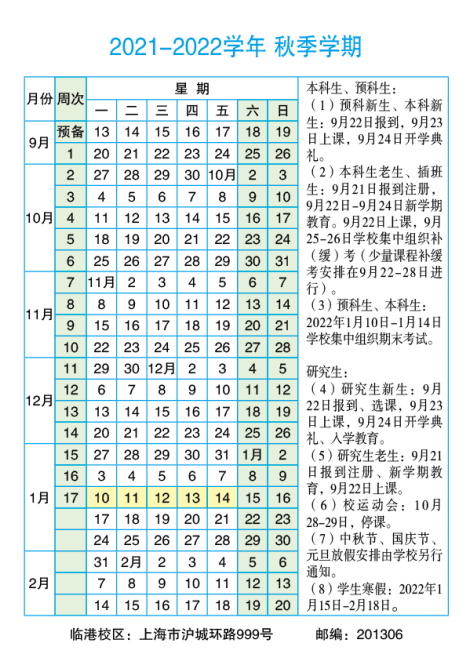 2021-2022学年 秋季学期
月份 周次 星 期
一 二 三 四 五 六 日
9月
预备 13 14 15 16 17 18 19
1 20 21 22 23 24 25 26
10月
2 27 28 29 30 10月 2 3
3 4 5 6 7 8 9 10
4 11 12 13 14 15 16 17
5 18 19 20 21 22 23 24
6 25 26 27 28 29 30 31
11月
7 11月 2 3 4 5 6 7
8 8 9 10 11 12 13 14
9 15 16 17 18 19 20 21
10 22 23 24 25 26 27 28
12月
11 29 30 12月 2 3 4 5
12 6 7 8 9 10 11 12
13 13 14 15 16 17 18 19
14 20 21 22 23 24 25 26
1月
15 27 28 29 30 31 1月 2
16 3 4 5 6 7 8 9
17 10 11 12 13 14 15 16
17 18 19 20 21 22 23
24 25 26 27 28 29 30
2月
31 2月 2 3 4 5 6
7 8 9 10 11 12 13
14 15 16 17 18 19 20
本科生、预科生：
（1）预科新生、本科新
生：9月22日报到，9月23
日上课，9月24日开学典
礼。
（2）本科生老生、插班
生：9月21日报到注册，
9月22日-9月24日新学期
教育。9月22日上课，9月
25-26日学校集中组织补
（缓）考（少量课程补缓
考安排在9月22-28日进
行）。
（3）预科生、本科生：
2022年1月10日-1月14日
学校集中组织期末考试。
研究生：
（4）研究生新生：9月
22日报到、选课，9月23
日上课，9月24日开学典
礼、入学教育。
（5）研究生老生：9月21
日报到注册、新学期教
育，9月22日上课。
（6）校运动会：10月
28-29日，停课。
（7）中秋节、国庆节、
元旦放假安排由学校另行
通知。
（8）学生寒假：2022年1
月15日-2月18日。
临港校区：上海市沪城环路999号 邮编：201306